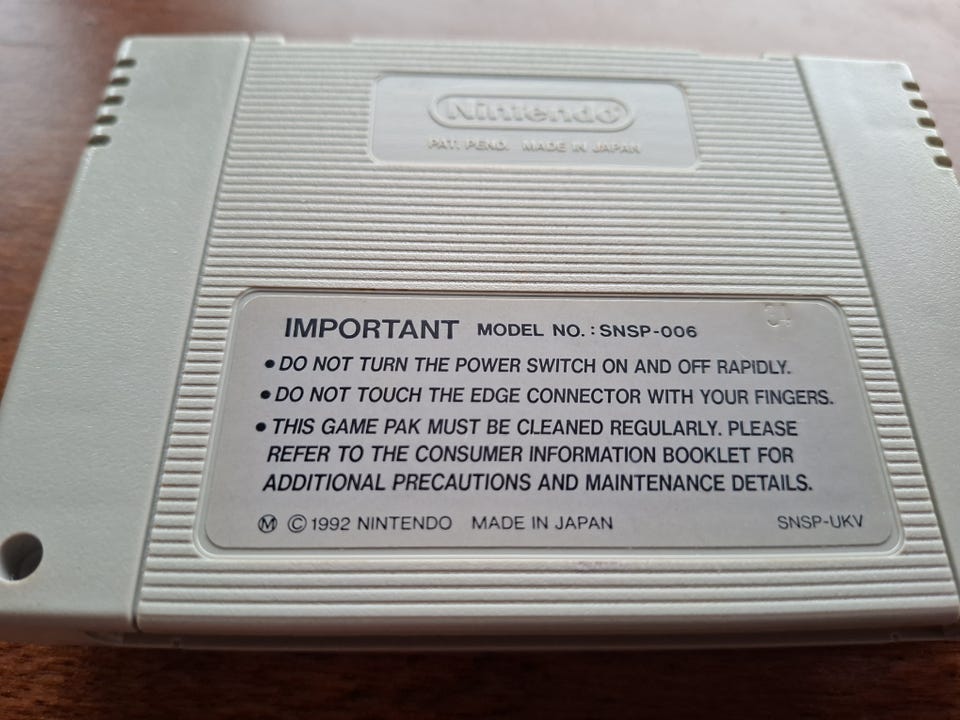 Nintendo
PAT. PEND. MADE IN JAPAN
IMPORTANT MODEL NO. : SNSP-006
• DO NOT TURN THE POWER SWITCH ON AND OFF RAPIDLY.
• DO NOT TOUCH THE EDGE CONNECTOR WITH YOUR FINGERS.
• THIS GAME PAK MUST BE CLEANED REGULARLY. PLEASE
REFER TO THE CONSUMER INFORMATION BOOKLET FOR
ADDITIONAL PRECAUTIONS AND MAINTENANCE DETAILS.
Ⓜ © 1992 NINTENDO MADE IN JAPAN SNSP-UKV